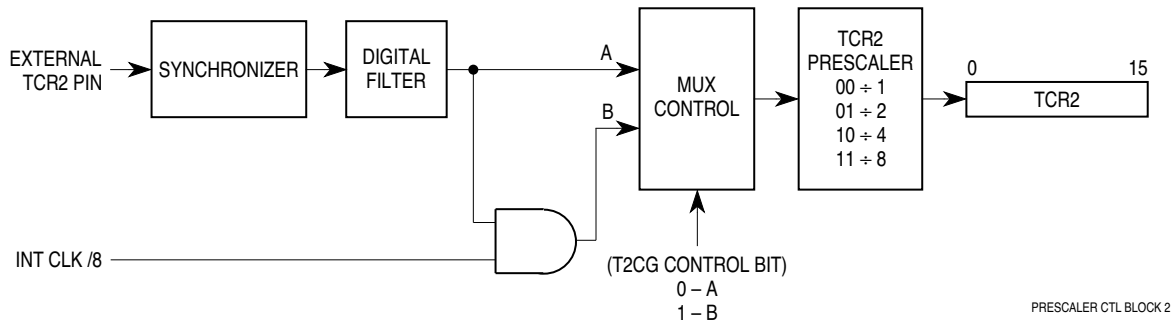 EXTERNAL
TCR2 PIN
SYNCHRONIZER
DIGITAL
FILTER
A
B
MUX
CONTROL
TCR2
PRESCALER
00 ÷ 1
01 ÷ 2
10 ÷ 4
11 ÷ 8
0 15
TCR2
INT CLK /8
(T2CG CONTROL BIT)
0 – A
1 – B
PRESCALER CTL BLOCK 2